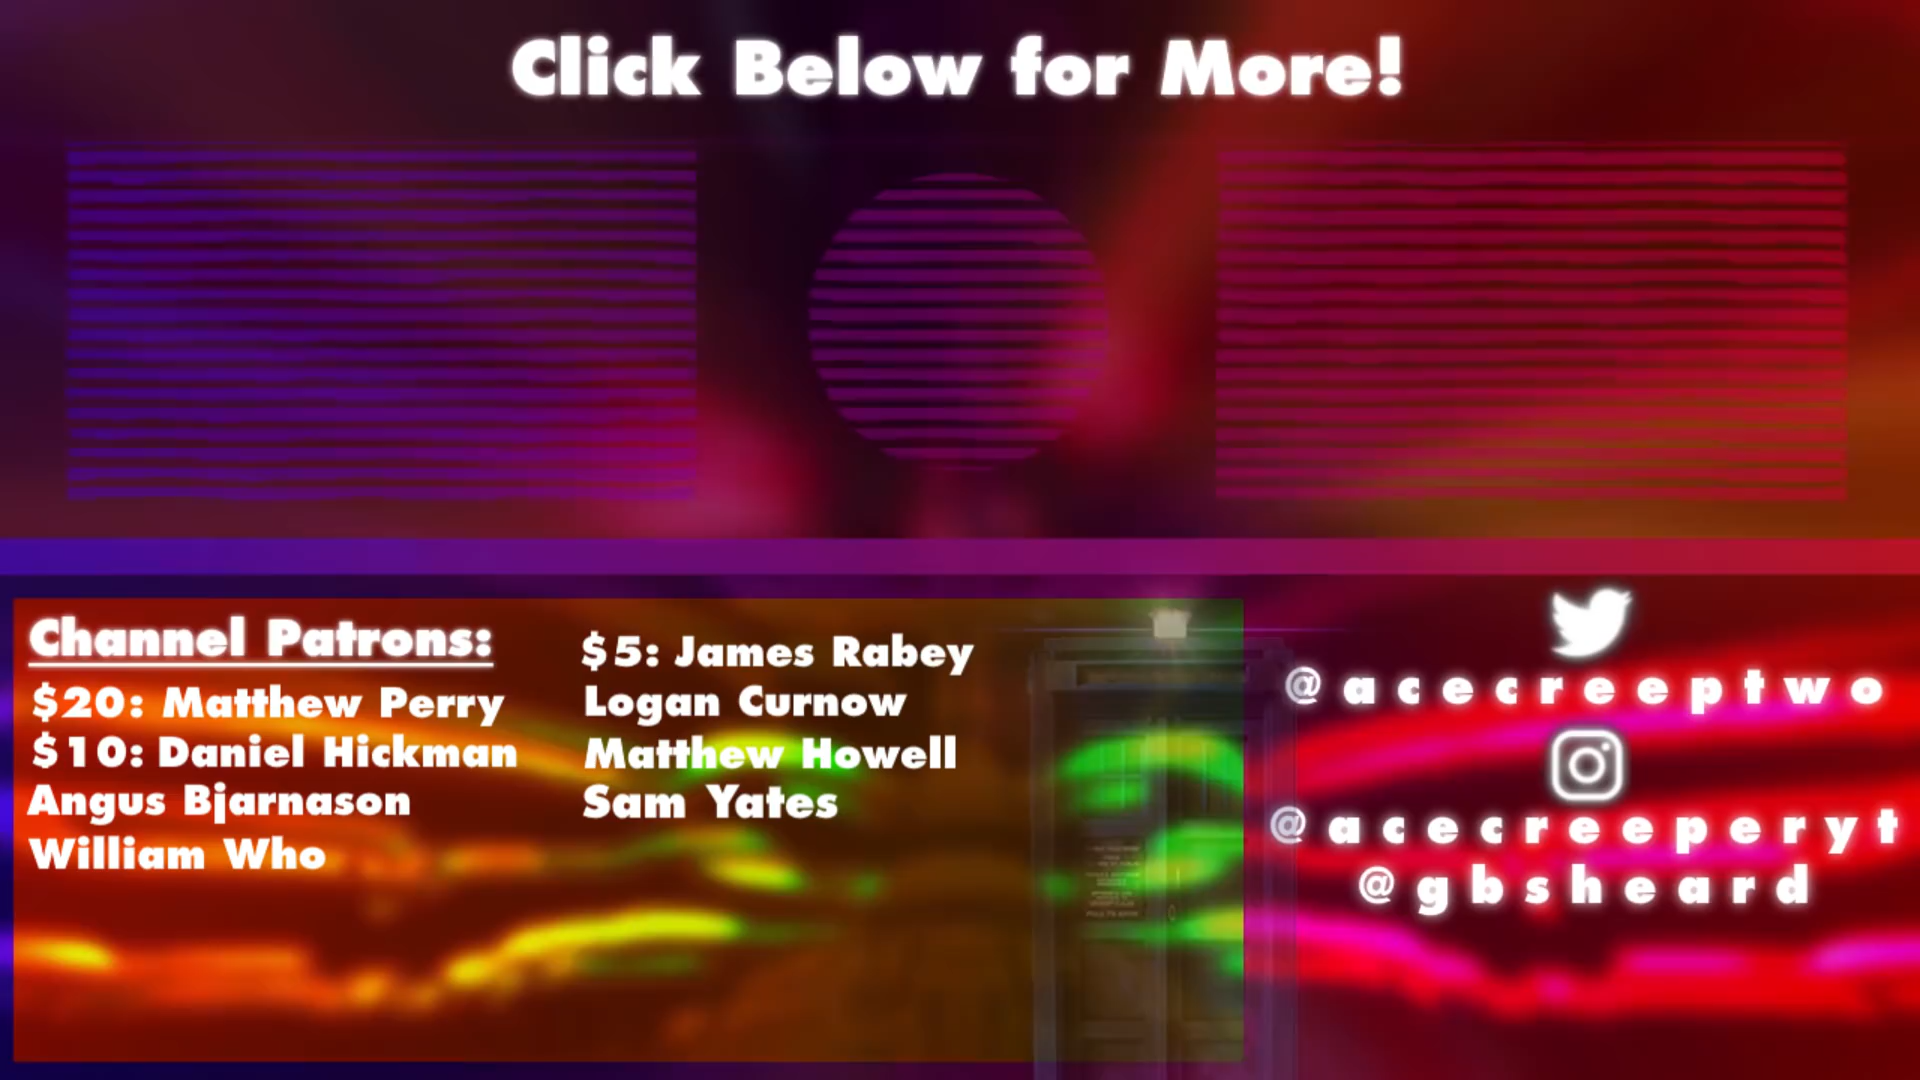 Click Below for More!
Channel Patrons:
$20: Matthew Perry
$10: Daniel Hickman
Angus Bjarnason
William Who
$5: James Rabey
Logan Curnow
Matthew Howell
Sam Yates
@acecreeptwo
@acecreeperyt
@gbsheard